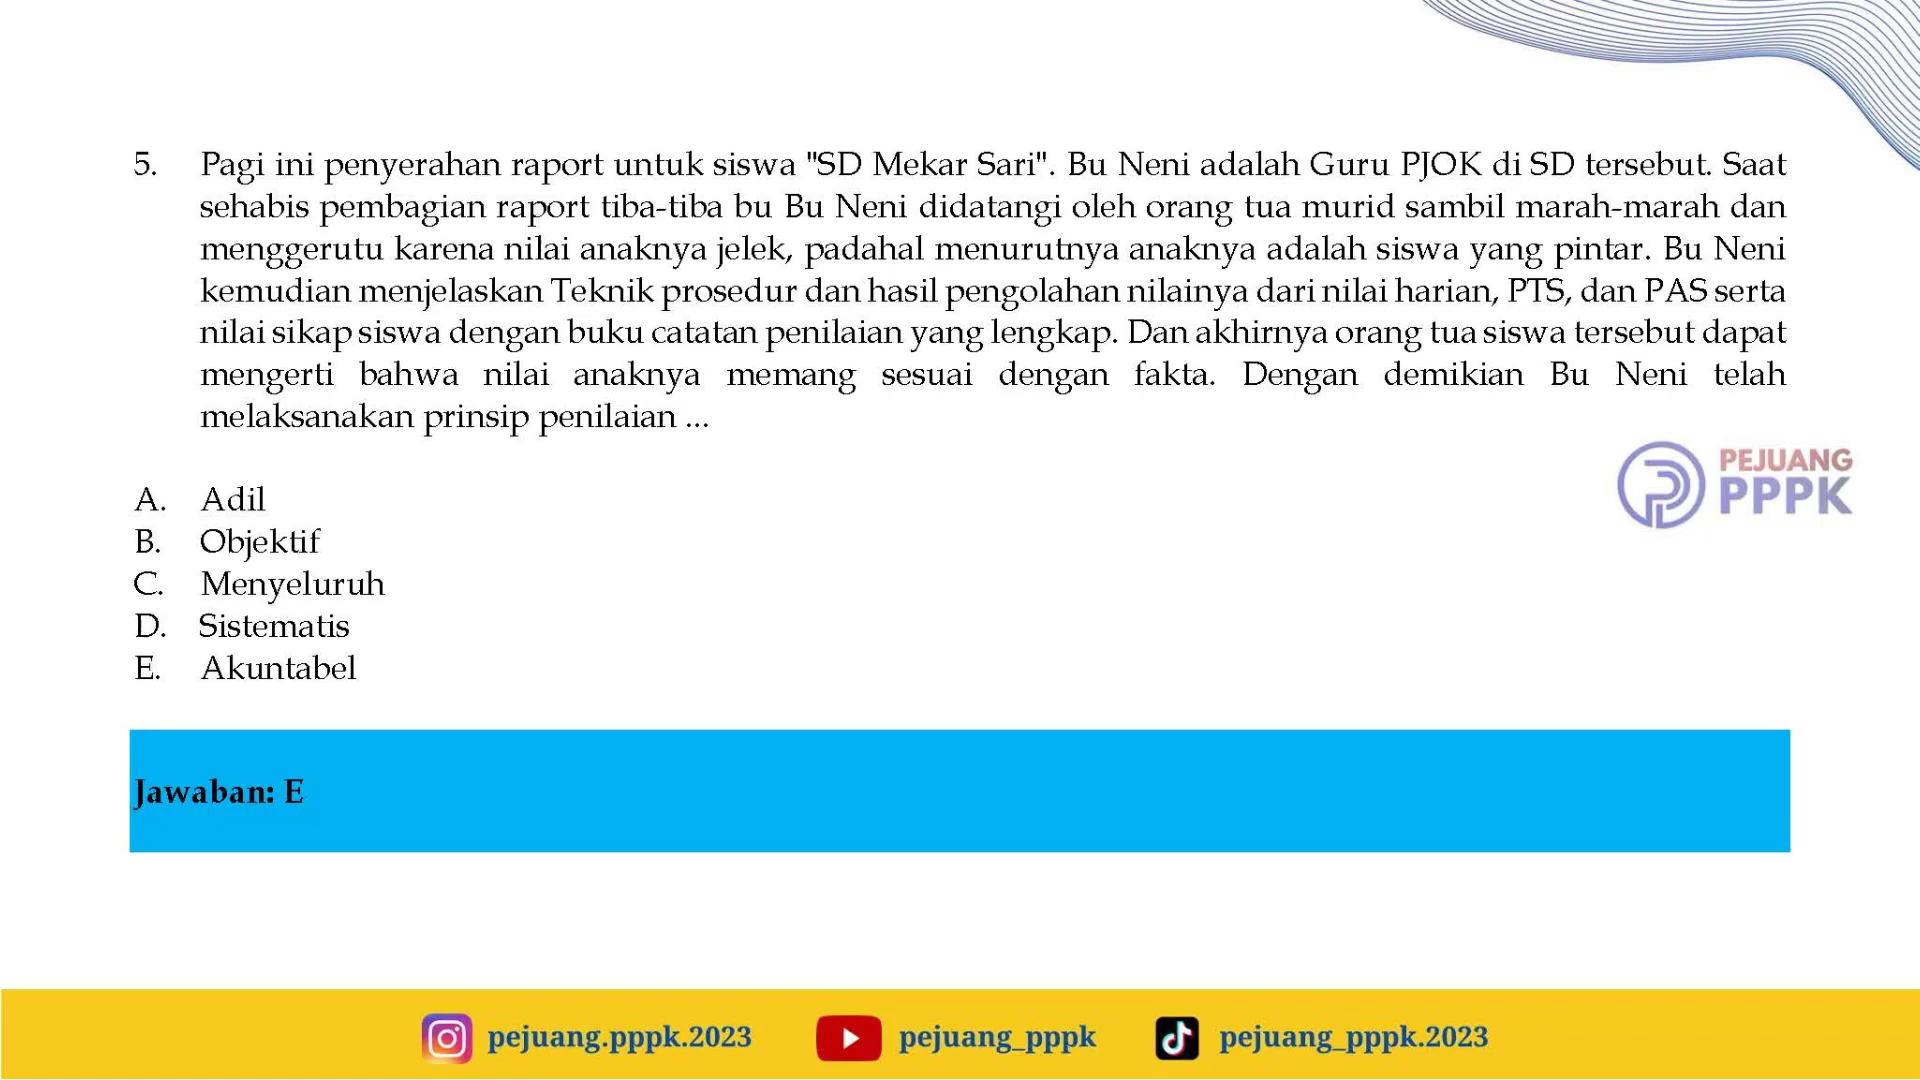 5. Pagi ini penyerahan raport untuk siswa "SD Mekar Sari". Bu Neni adalah Guru PJOK di SD tersebut. Saat
sehabis pembagian raport tiba-tiba bu Bu Neni didatangi oleh orang tua murid sambil marah-marah dan
menggerutu karena nilai anaknya jelek, padahal menurutnya anaknya adalah siswa yang pintar. Bu Neni
kemudian menjelaskan Teknik prosedur dan hasil pengolahan nilainya dari nilai harian, PTS, dan PAS serta
nilai sikap siswa dengan buku catatan penilaian yang lengkap. Dan akhirnya orang tua siswa tersebut dapat
mengerti bahwa nilai anaknya memang sesuai dengan fakta. Dengan demikian Bu Neni telah
melaksanakan prinsip penilaian ...
PEJUANG
PPPK
A. Adil
B. Objektif
C. Menyeluruh
D. Sistematis
E. Akuntabel
Jawaban: E
pejuang.pppk.2023 pejuang_pppk pejuang_pppk.2023